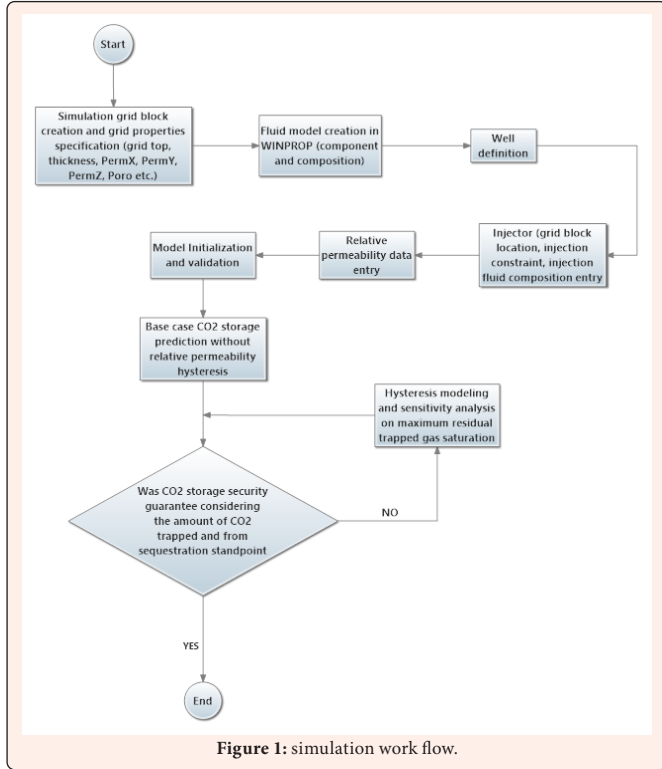 Start
Simulation grid block
creation and grid properties
specification (grid top,
thickness, PermX, PermY,
PermZ, Poro etc.)
Fluid model creation in
WINPROP (component
and composition)
Well
definition
Injector (grid block
location, injection
constraint, injection
fluid composition entry
Relative
permeability data
entry
Model Initialization
and validation
Base case CO2 storage
prediction without
relative permeability
hysteresis
Hysteresis modeling
and sensitivity analysis
on maximum residual
trapped gas saturation
Was CO2 storage security
guarantee considering
the amount of CO2
trapped and from
sequestration standpoint
NO
YES
End
Figure 1: simulation work flow.